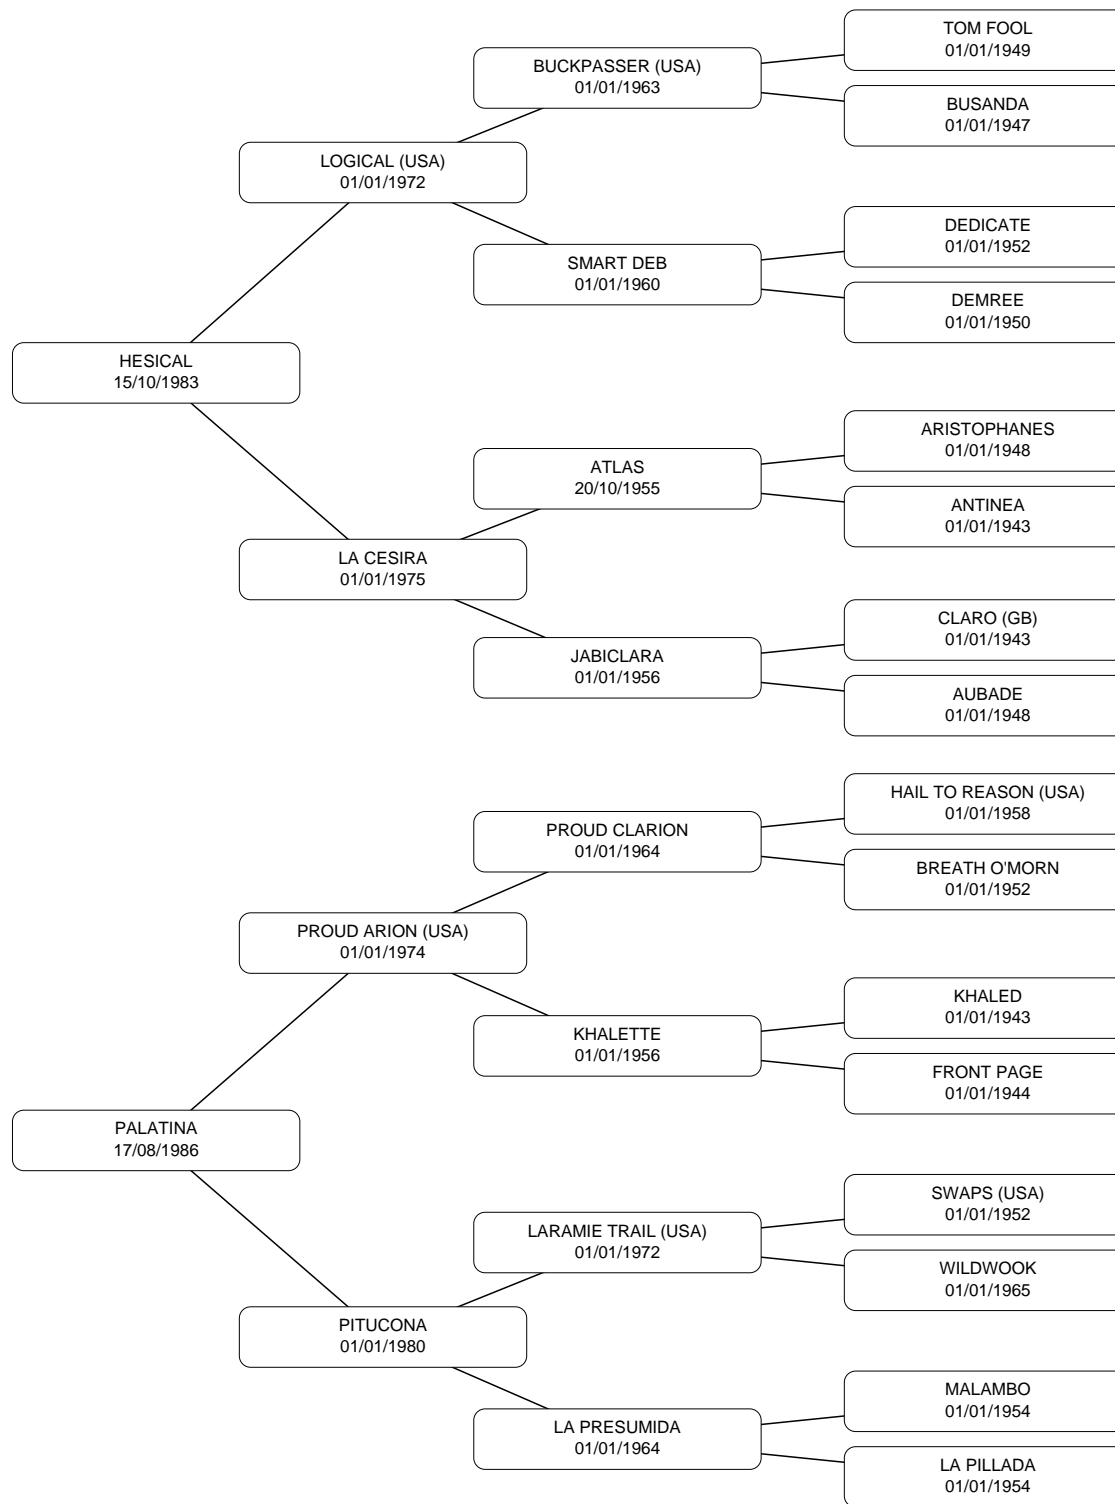 TOM FOOL
01/01/1949
BUCKPASSER (USA)
01/01/1963
BUSANDA
01/01/1947
LOGICAL (USA)
01/01/1972
DEDICATE
01/01/1952
SMART DEB
01/01/1960
DEMREE
01/01/1950
HESICAL
15/10/1983
ARISTOPHANES
01/01/1948
ATLAS
20/10/1955
ANTINEA
01/01/1943
LA CESIRA
01/01/1975
CLARO (GB)
01/01/1943
JABICLARA
01/01/1956
AUBADE
01/01/1948
HAIL TO REASON (USA)
01/01/1958
PROUD CLARION
01/01/1964
BREATH O'MORN
01/01/1952
PROUD ARION (USA)
01/01/1974
KHALED
01/01/1943
KHALETTE
01/01/1956
FRONT PAGE
01/01/1944
PALATINA
17/08/1986
SWAPS (USA)
01/01/1952
LARAMIE TRAIL (USA)
01/01/1972
WILDWOOK
01/01/1965
PITUCONA
01/01/1980
MALAMBO
01/01/1954
LA PRESUMIDA
01/01/1964
LA PILLADA
01/01/1954